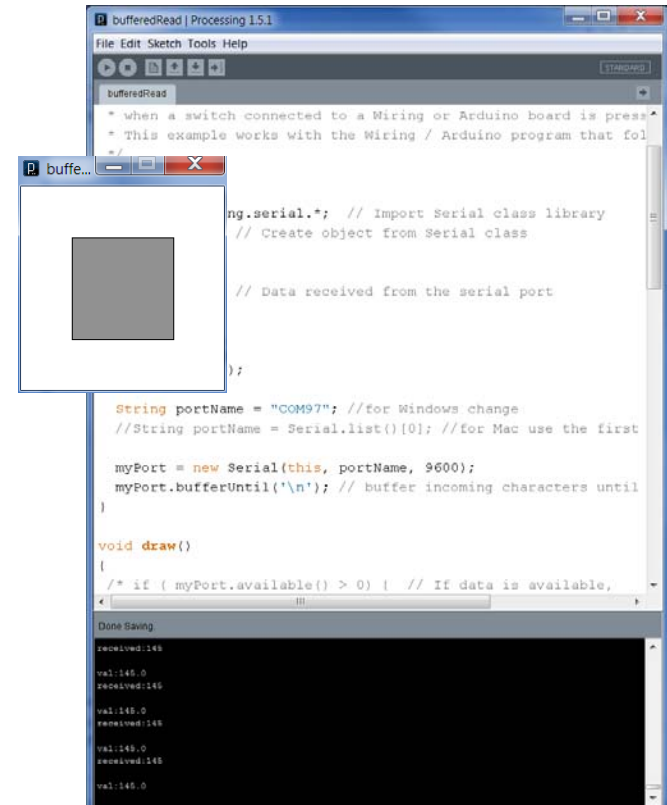 bufferedRead | Processing 1.5.1
File Edit Sketch Tools Help
STANDARD
bufferedRead
* when a switch connected to a Wiring or Arduino board is press
* This example works with the Wiring / Arduino program that fol
*/
buffe...
ng.serial.*; // Import Serial class library
// Create object from Serial class
// Data received from the serial port
);
String portName = "COM97"; //for Windows change
//String portName = Serial.list()[0]; //for Mac use the first
myPort = new Serial(this, portName, 9600);
myPort.bufferUntil('\n'); // buffer incoming characters until
}
void draw()
{
/* if ( myPort.available() > 0) { // If data is available,
Done Saving.
received:145
val:145.0
received:145
val:145.0
received:145
val:145.0
received:145
val:145.0